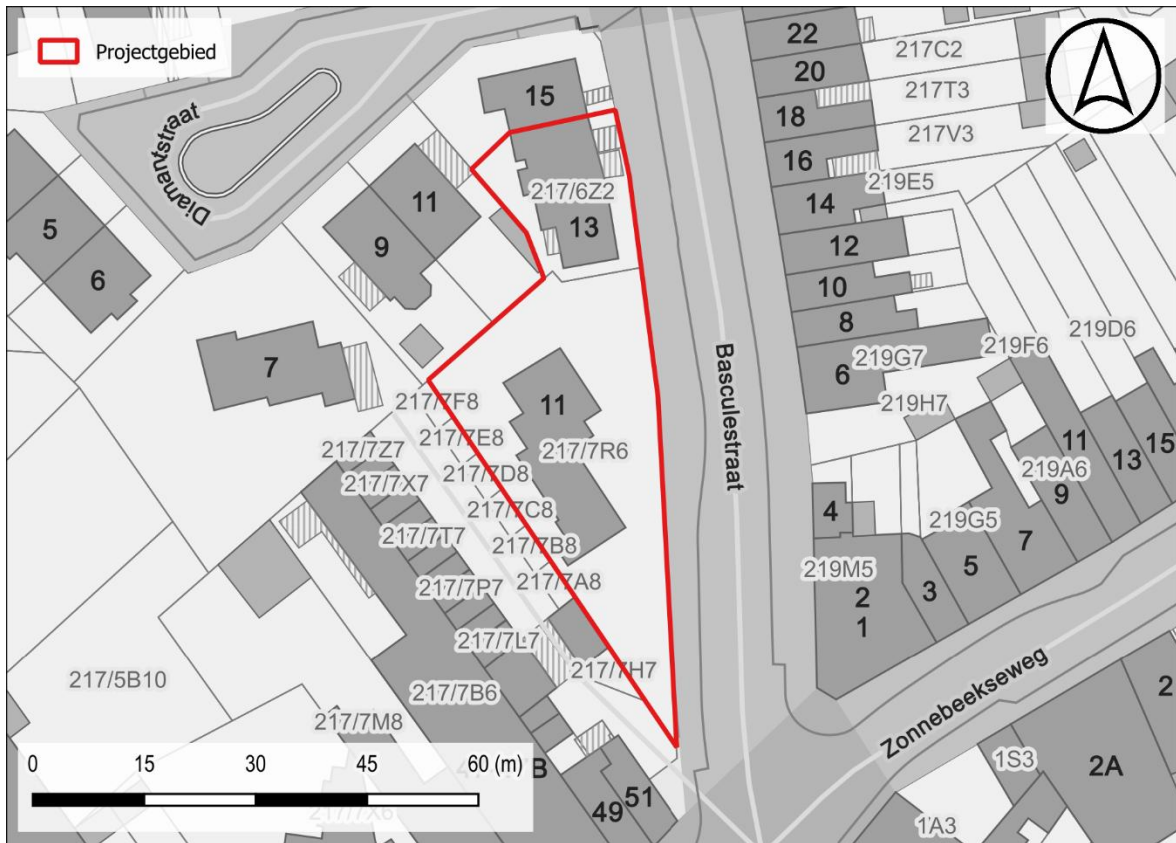 Projectgebied
Diamantstraat
15
11
9
5
6
7
217/6Z2
13
11
217/7R6
217/7F8
217/7E8
217/7D8
217/7C8
217/7B8
217/7A8
217/7H7
217/7Z7
217/7X7
217/7T7
217/7P7
217/7L7
217/7B6
217/7M8
217/5B10
Basculestraat
22
20
18
16
14
12
10
8
6
4
2
1
217C2
217T3
217V3
219E5
219G7
219H7
219F6
219D6
219A6
219G5
219M5
3
5
7
9
11
13
15
Zonnebeekseweg
2
2A
1S3
1A3
49
51
B
0 15 30 45 60 (m)